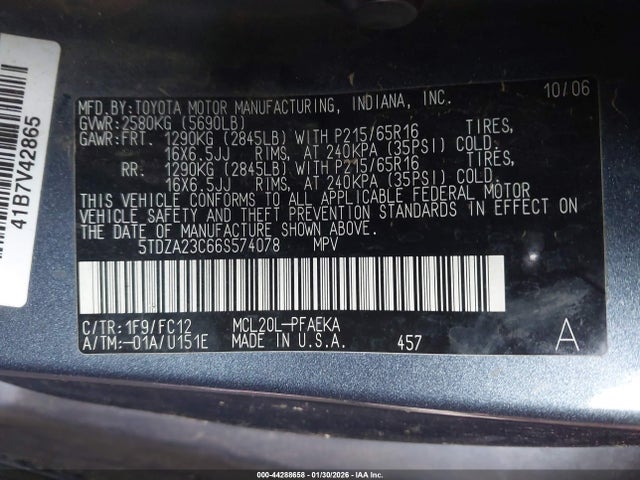 41B7V42865
MFD.BY:TOYOTA MOTOR MANUFACTURING, INDIANA, INC. 10/06
GVWR:2580KG (5690LB)
GAWR:FRT. 1290KG (2845LB) WITH P215/65R16 TIRES,
16X6.5JJ RIMS, AT 240KPA (35PSI) COLD.
RR. 1290KG (2845LB) WITH P215/65R16 TIRES,
16X6.5JJ RIMS, AT 240KPA (35PSI) COLD.
THIS VEHICLE CONFORMS TO ALL APPLICABLE FEDERAL MOTOR
VEHICLE SAFETY AND THEFT PREVENTION STANDARDS IN EFFECT ON
THE DATE OF MANUFACTURE SHOWN ABOVE.
5TDZA23C66S574078 MPV
C/TR:1F9/FC12 MCL20L-PFAEKA
A/TM:-01A/U151E MADE IN U.S.A. 457 A
000-44288658 - 01/30/2026 - IAA Inc.